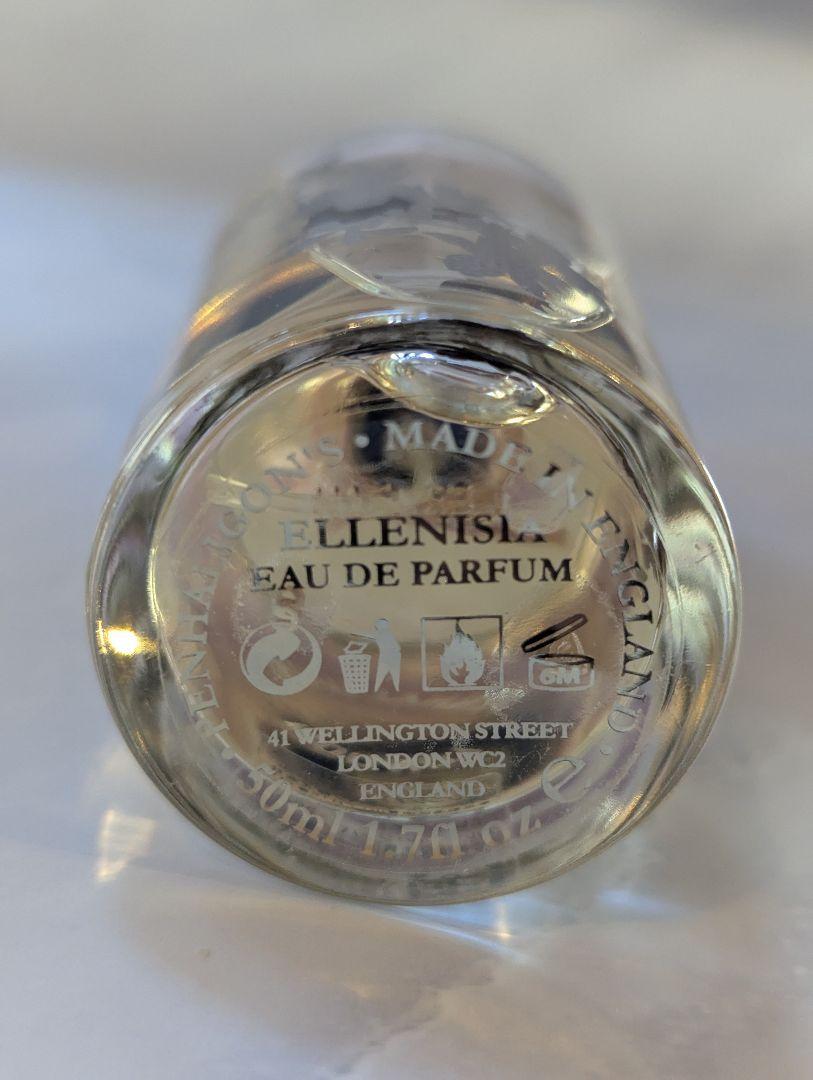 PENHALIGON'S • MADE IN ENGLAND •
ELLENISIA
EAU DE PARFUM
6M
41 WELLINGTON STREET
LONDON WC2
ENGLAND
50ml 1.7fl oz e